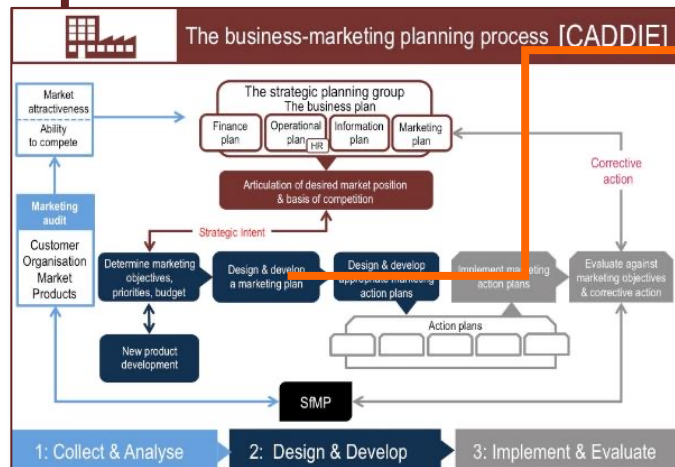 The business-marketing planning process [CADDIE]
Market
attractiveness
Ability
to compete
The strategic planning group
The business plan
Finance
plan
Operational
plan
HR
Information
plan
Marketing
plan
Corrective
action
Articulation of desired market position
& basis of competition
Marketing
audit
Customer
Organisation
Market
Products
Strategic Intent
Determine marketing
objectives,
priorities, budget
Design & develop
a marketing plan
Design & develop
appropriate marketing
action plans
Implement marketing
action plans
Evaluate against
marketing objectives
& corrective action
New product
development
Action plans
SfMP
1: Collect & Analyse
2: Design & Develop
3: Implement & Evaluate